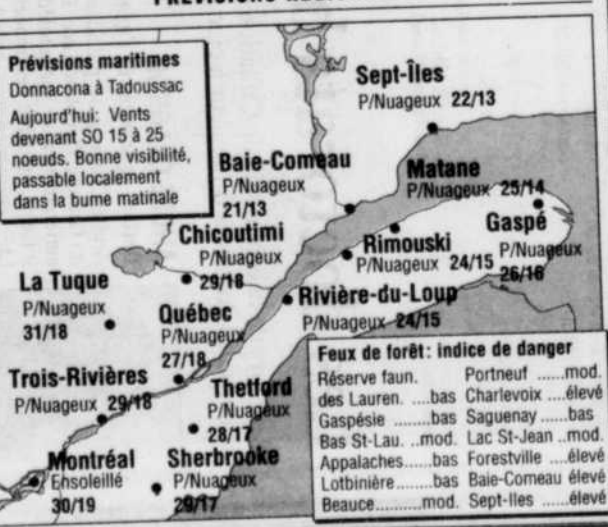 Prévisions maritimes
Donnacona à Tadoussac
Aujourd'hui: Vents
devenant SO 15 à 25
noeuds. Bonne visibilité,
passable localement
dans la bume matinale
Sept-Îles
P/Nuageux 22/13
Baie-Comeau
P/Nuageux
21/13
Matane
P/Nuageux 25/14
Gaspé
P/Nuageux
26/16
Chicoutimi
P/Nuageux
29/18
Rimouski
P/Nuageux 24/15
La Tuque
P/Nuageux
31/18
Québec
P/Nuageux
27/18
Rivière-du-Loup
P/Nuageux 24/15
Trois-Rivières
P/Nuageux 29/18
Thetford
P/Nuageux
28/17
Montréal
Ensoleillé
30/19
Sherbrooke
P/Nuageux
29/17
Feux de forêt: indice de danger
Réserve faun.
des Lauren. ....bas
Gaspésie ......bas
Bas St-Lau. ..mod.
Appalaches......bas
Lotbinière.......bas
Beauce.........mod.
Portneuf ......mod.
Charlevoix ....élevé
Saguenay .....bas
Lac St-Jean ..mod.
Forestville ....élevé
Baie-Comeau élevé
Sept-Iles ......élevé